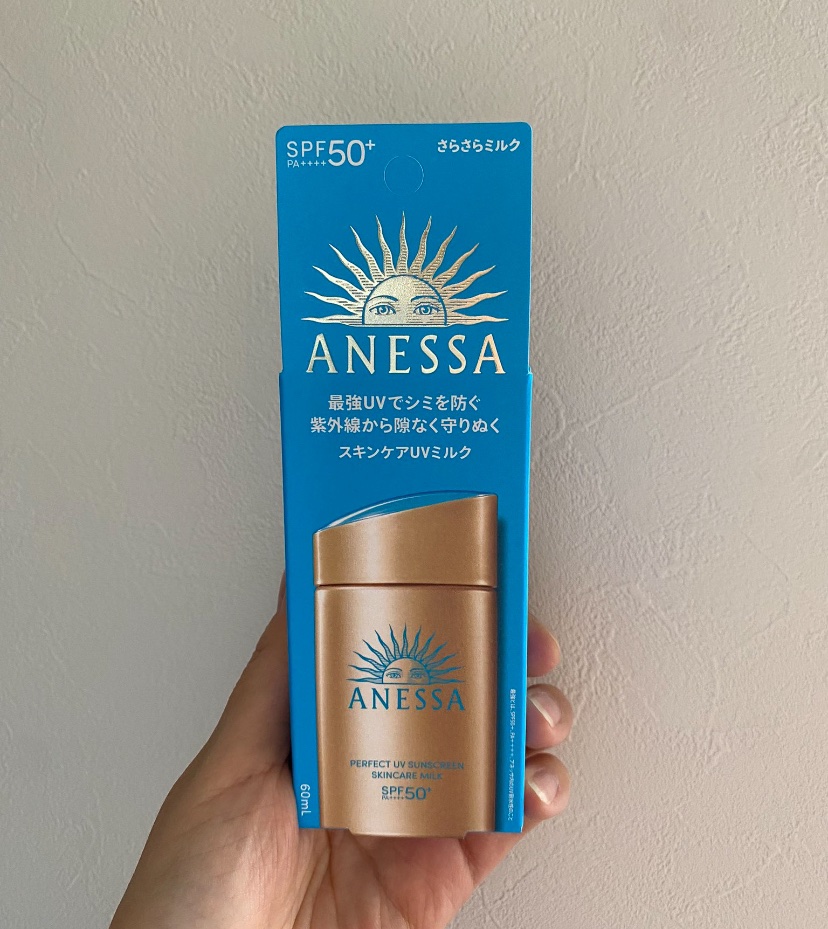 SPF50+
PA++++
さらさらミルク
ANESSA
最強UVでシミを防ぐ
紫外線から隙なく守りぬく
スキンケアUVミルク
ANESSA
PERFECT UV SUNSCREEN
SKINCARE MILK
SPF50+
PA++++
60mL